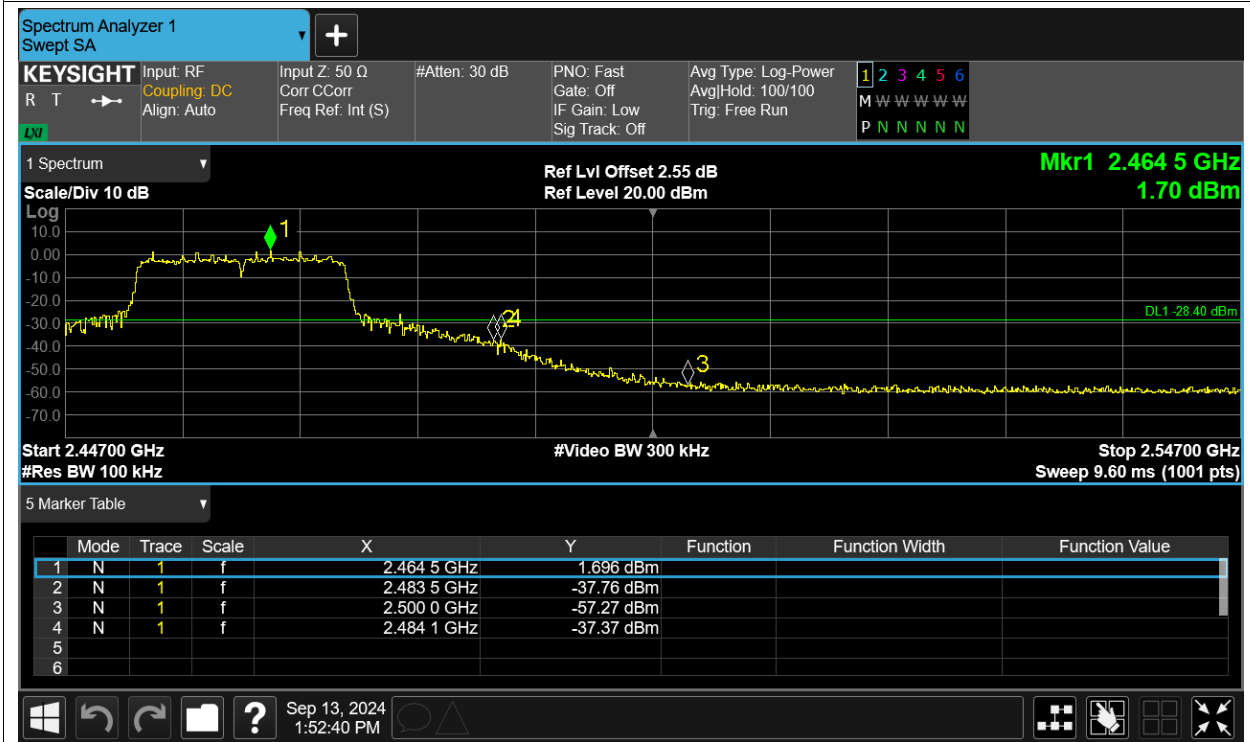 Spectrum Analyzer 1
Swept SA
KEYSIGHT
R T
LXI
Input: RF
Coupling: DC
Align: Auto
Input Z: 50 Ω
Corr CCorr
Freq Ref: Int (S)
#Atten: 30 dB
PNO: Fast
Gate: Off
IF Gain: Low
Sig Track: Off
Avg Type: Log-Power
Avg|Hold: 100/100
Trig: Free Run
1 2 3 4 5 6
M W W W W W
P N N N N N
1 Spectrum
Scale/Div 10 dB
Ref Lvl Offset 2.55 dB
Ref Level 20.00 dBm
Mkr1 2.464 5 GHz
1.70 dBm
Log
10.0
0.00
-10.0
-20.0
-30.0
-40.0
-50.0
-60.0
-70.0
1
2 4
3
DL1 -28.40 dBm
Start 2.44700 GHz
#Res BW 100 kHz
#Video BW 300 kHz
Stop 2.54700 GHz
Sweep 9.60 ms (1001 pts)
5 Marker Table
Mode Trace Scale X Y Function Function Width Function Value
1 N 1 f 2.464 5 GHz 1.696 dBm
2 N 1 f 2.483 5 GHz -37.76 dBm
3 N 1 f 2.500 0 GHz -57.27 dBm
4 N 1 f 2.484 1 GHz -37.37 dBm
5
6
?
Sep 13, 2024
1:52:40 PM